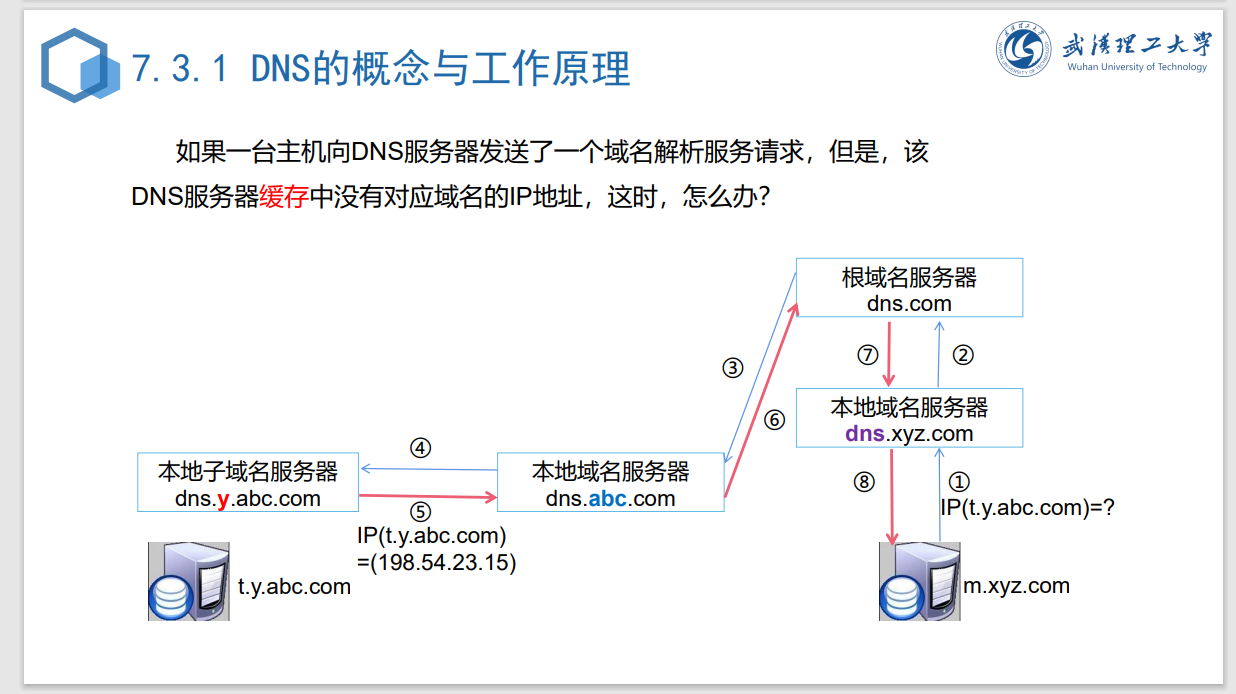 7.3.1 DNS的概念与工作原理
武汉理工大学
Wuhan University of Technology
如果一台主机向DNS服务器发送了一个域名解析服务请求，但是，该
DNS服务器缓存中没有对应域名的IP地址，这时，怎么办？
根域名服务器
dns.com
③
⑦
②
⑥
本地域名服务器
dns.xyz.com
④
本地子域名服务器
dns.y.abc.com
本地域名服务器
dns.abc.com
⑧
①
IP(t.y.abc.com)=?
⑤
IP(t.y.abc.com)
=(198.54.23.15)
t.y.abc.com
m.xyz.com